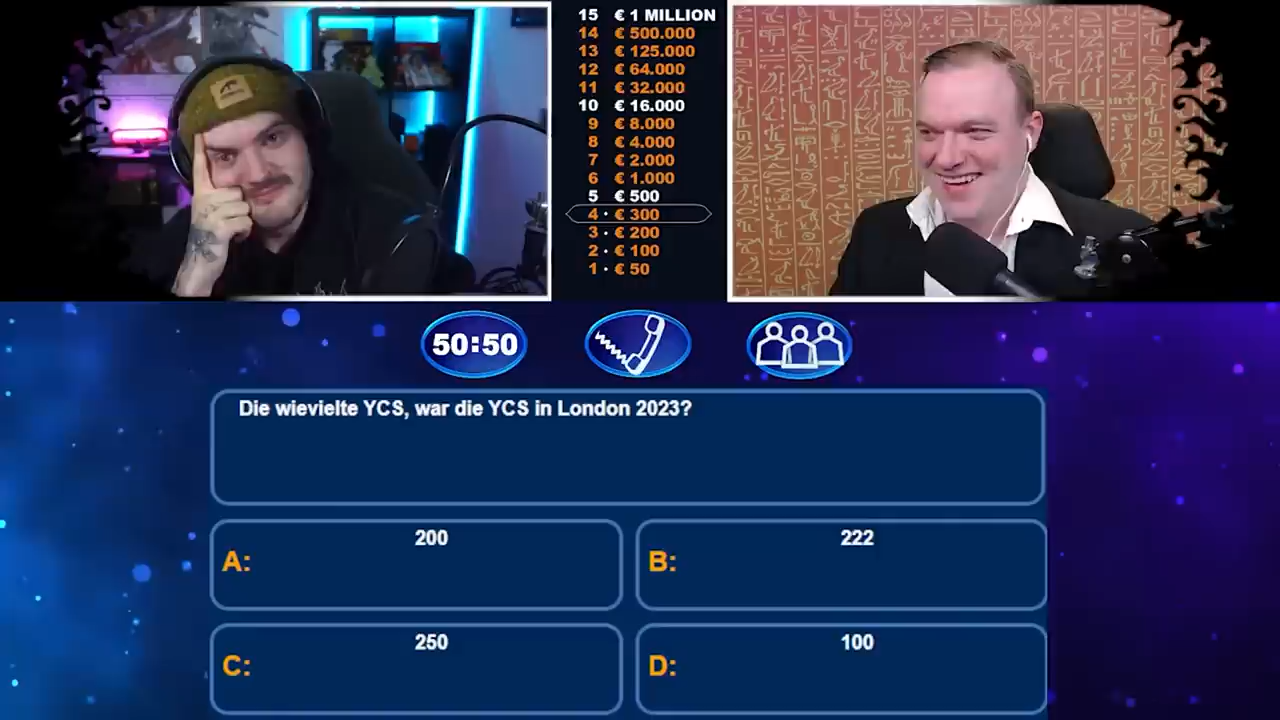 15 € 1 MILLION
14 € 500.000
13 € 125.000
12 € 64.000
11 € 32.000
10 € 16.000
9 € 8.000
8 € 4.000
7 € 2.000
6 € 1.000
5 € 500
4 · € 300
3 · € 200
2 · € 100
1 · € 50
50:50
Die wievielte YCS, war die YCS in London 2023?
A: 200
B: 222
C: 250
D: 100